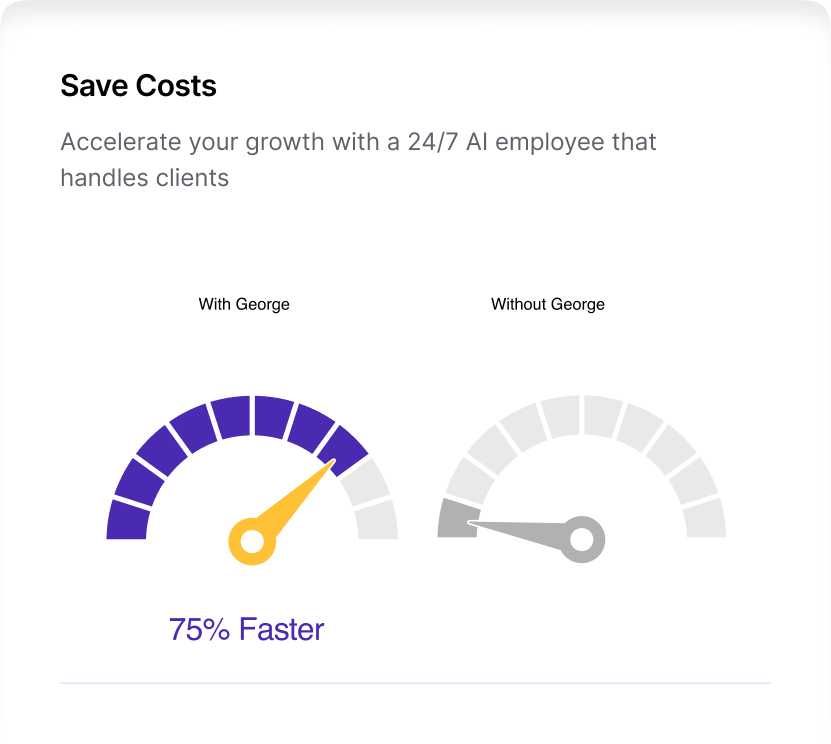 Save Costs
Accelerate your growth with a 24/7 AI employee that
handles clients
With George
Without George
75% Faster